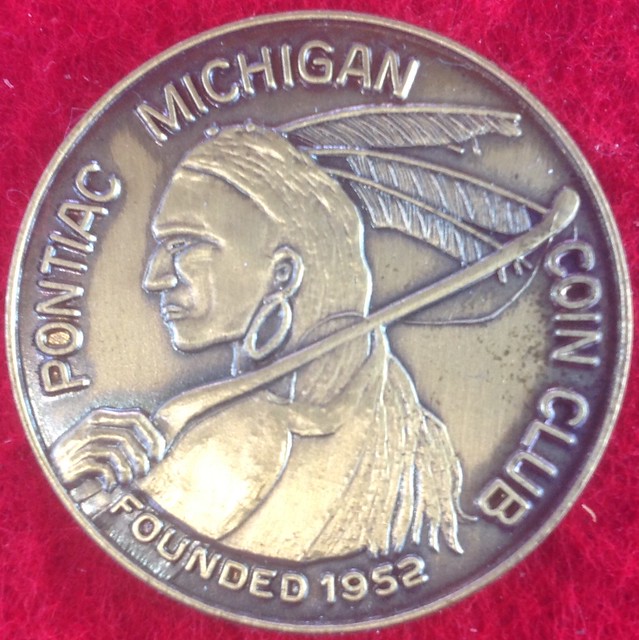 PONTIAC MICHIGAN COIN CLUB
FOUNDED 1952